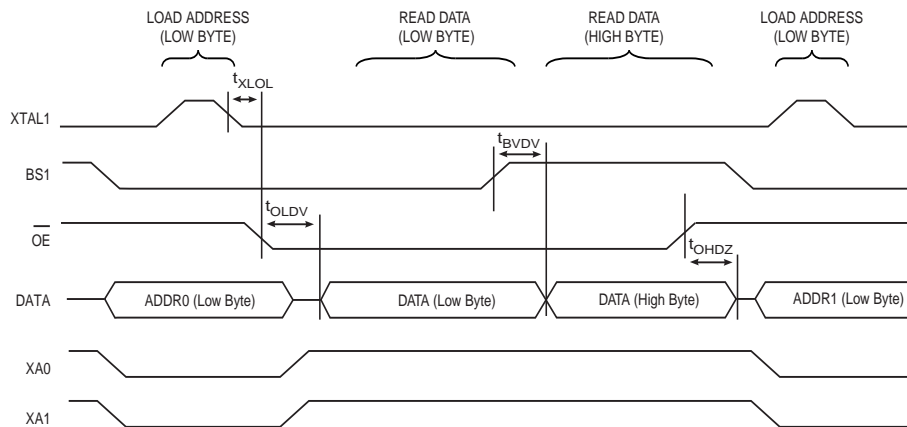 LOAD ADDRESS
(LOW BYTE)
READ DATA
(LOW BYTE)
READ DATA
(HIGH BYTE)
LOAD ADDRESS
(LOW BYTE)
tXLOL
XTAL1
tBVDV
BS1
tOLDV
OE
tOHDZ
DATA
ADDR0 (Low Byte)
DATA (Low Byte)
DATA (High Byte)
ADDR1 (Low Byte)
XA0
XA1